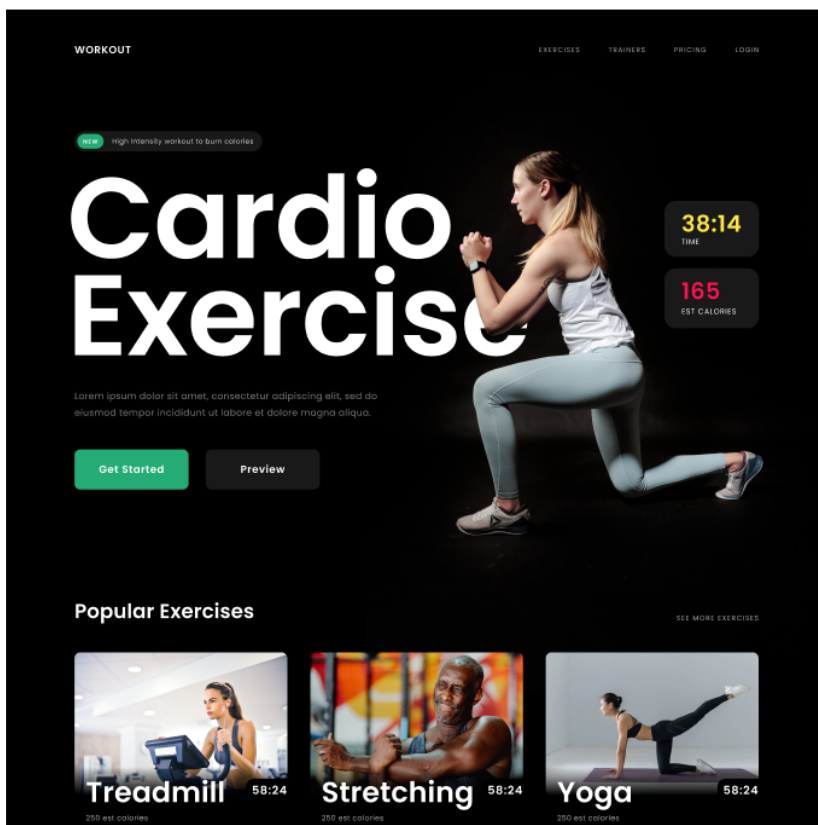 WORKOUT
EXERCISES TRAINERS PRICING LOGIN
NEW High Intensity workout to burn calories
Cardio
Exercise
38:14
TIME
165
EST CALORIES
Lorem ipsum dolor sit amet, consectetur adipiscing elit, sed do
eiusmod tempor incididunt ut labore et dolore magna aliqua.
Get Started Preview
Popular Exercises
SEE MORE EXERCISES
Treadmill 58:24
250 est calories
Stretching 58:24
250 est calories
Yoga 58:24
250 est calories